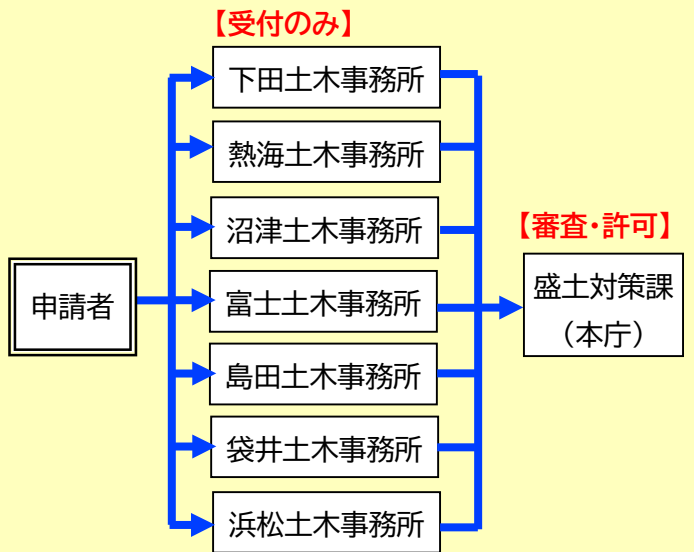 【受付のみ】
下田土木事務所
熱海土木事務所
沼津土木事務所
【審査・許可】
申請者
富士土木事務所
盛土対策課
（本庁）
島田土木事務所
袋井土木事務所
浜松土木事務所